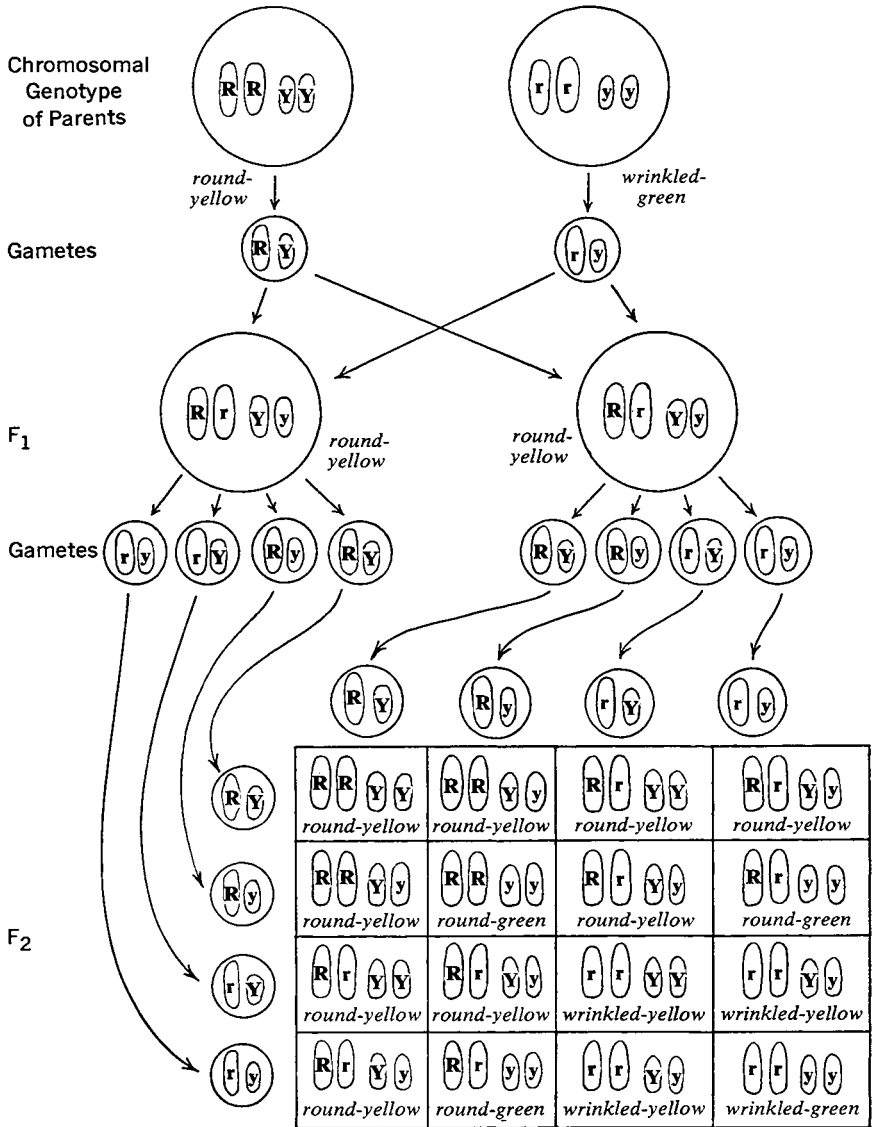 Chromosomal
Genotype
of Parents
R R Y Y
r r y y
round-
yellow
wrinkled-
green
Gametes
R Y
r y
F1
R r Y y
round-
yellow
round-
yellow
R r Y y
Gametes
r y
r Y
R y
R Y
R Y
R y
r Y
r y
R Y
R y
r Y
r y
F2
R Y
R R Y Y
R R Y y
R r Y Y
R r Y y
round-yellow
round-yellow
round-yellow
round-yellow
R y
R R Y y
R R y y
R r Y y
R r y y
round-yellow
round-green
round-yellow
round-green
r Y
R r Y Y
R r Y y
r r Y Y
r r Y y
round-yellow
round-yellow
wrinkled-yellow
wrinkled-yellow
r y
R r Y y
R r y y
r r Y y
r r y y
round-yellow
round-green
wrinkled-yellow
wrinkled-green